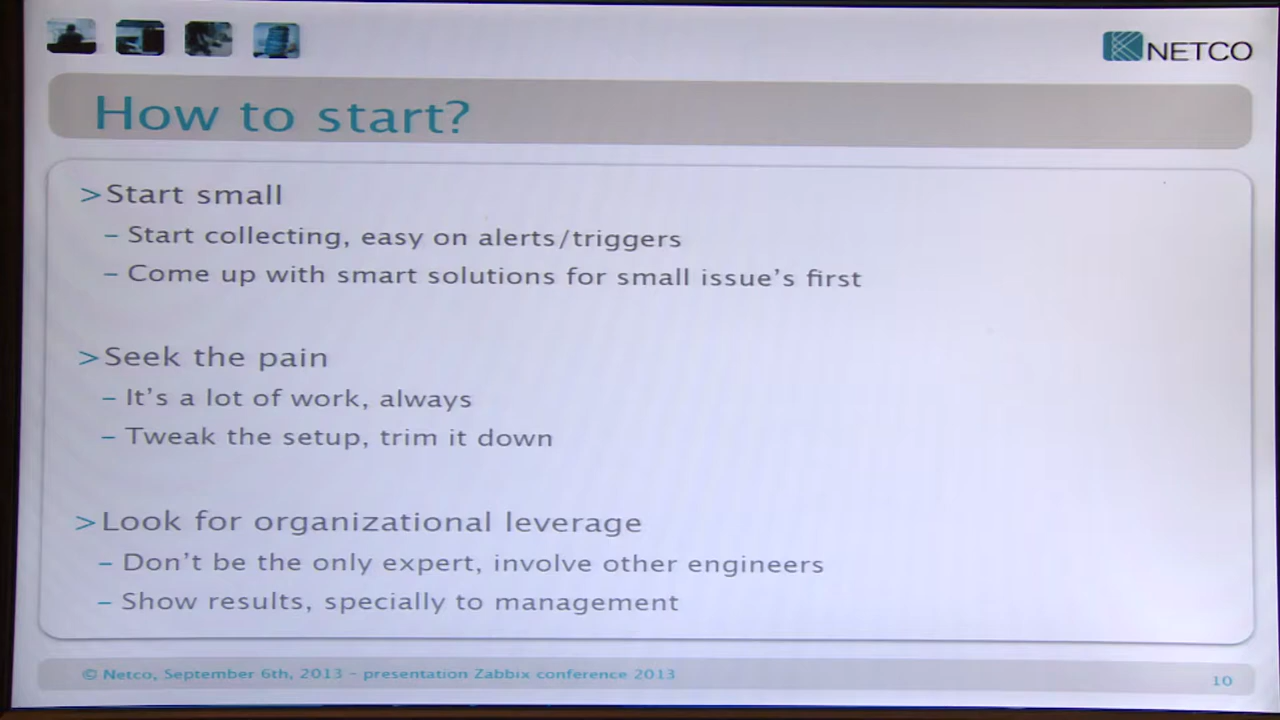 NETCO
How to start?
>Start small
– Start collecting, easy on alerts/triggers
– Come up with smart solutions for small issue's first
>Seek the pain
– It's a lot of work, always
– Tweak the setup, trim it down
>Look for organizational leverage
– Don't be the only expert, involve other engineers
– Show results, specially to management
© Netco, September 6th, 2013 – presentation Zabbix conference 2013
10